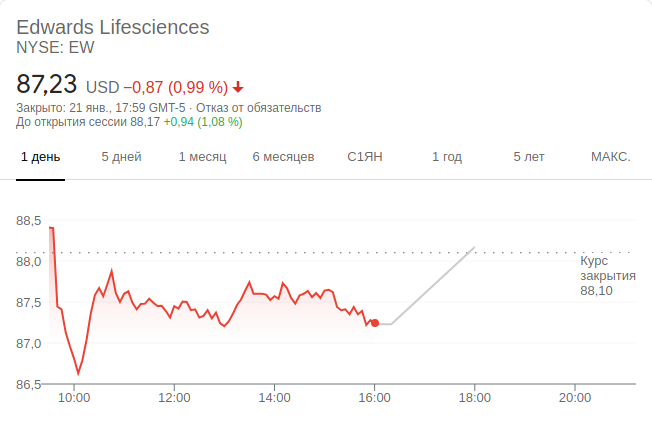 Edwards Lifesciences
NYSE: EW
87,23 USD −0,87 (0,99 %)
Закрыто: 21 янв., 17:59 GMT-5 · Отказ от обязательств
До открытия сессии 88,17 +0,94 (1,08 %)
1 день 5 дней 1 месяц 6 месяцев С1ЯН 1 год 5 лет МАКС.
88,5
88,0
87,5
87,0
86,5
Курс
закрытия
88,10
10:00 12:00 14:00 16:00 18:00 20:00